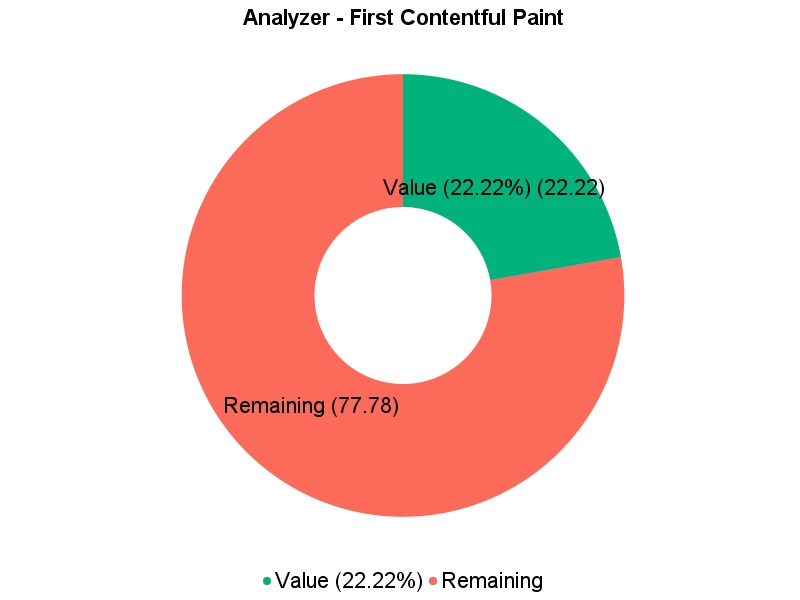 Analyzer - First Contentful Paint
Value (22.22%) (22.22)
Remaining (77.78)
Value (22.22%)
Remaining